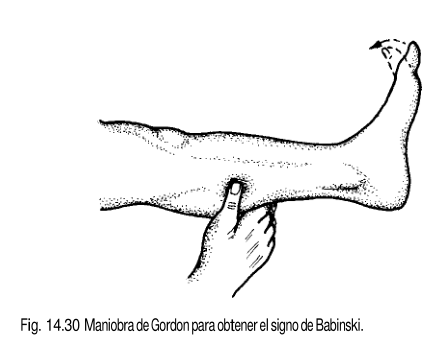 Fig. 14.30 Maniobra de Gordon para obtener el signo de Babinski.